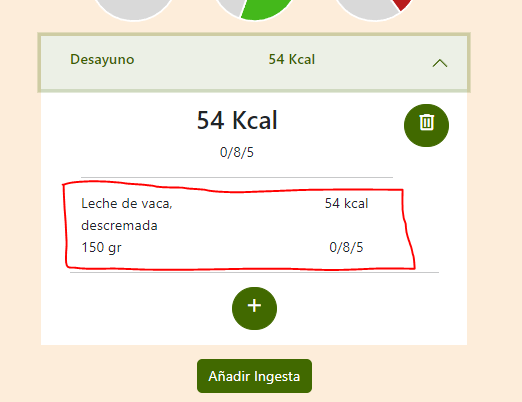 Desayuno 54 Kcal
54 Kcal
0/8/5
Leche de vaca, 54 kcal
descremada
150 gr 0/8/5
+
Añadir Ingesta